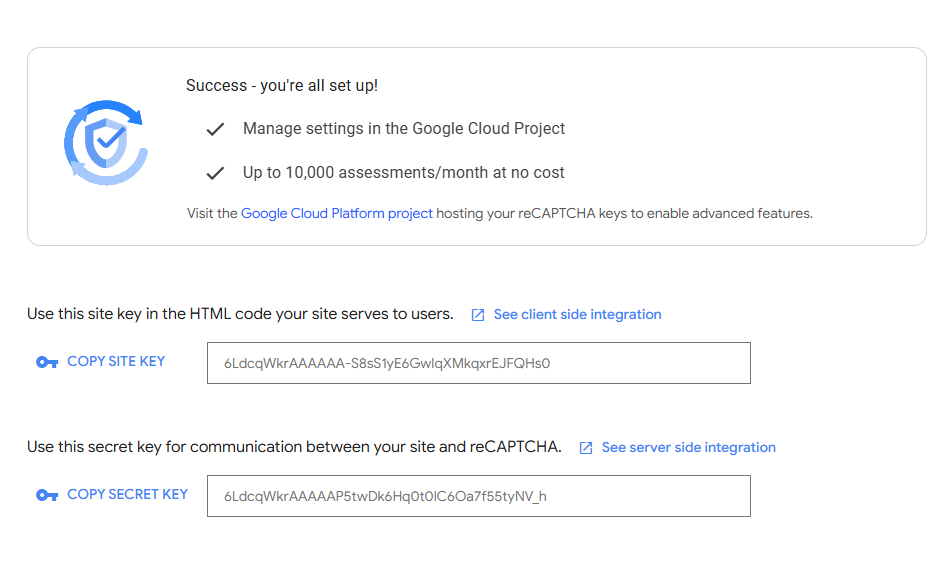 Success - you're all set up!
Manage settings in the Google Cloud Project
Up to 10,000 assessments/month at no cost
Visit the Google Cloud Platform project hosting your reCAPTCHA keys to enable advanced features.
Use this site key in the HTML code your site serves to users. See client side integration
COPY SITE KEY 6LdcqWkrAAAAAA-S8sS1yE6GwlqXMkqxrEJFQHs0
Use this secret key for communication between your site and reCAPTCHA. See server side integration
COPY SECRET KEY 6LdcqWkrAAAAAP5twDk6Hq0t0lC6Oa7f55tyNV_h